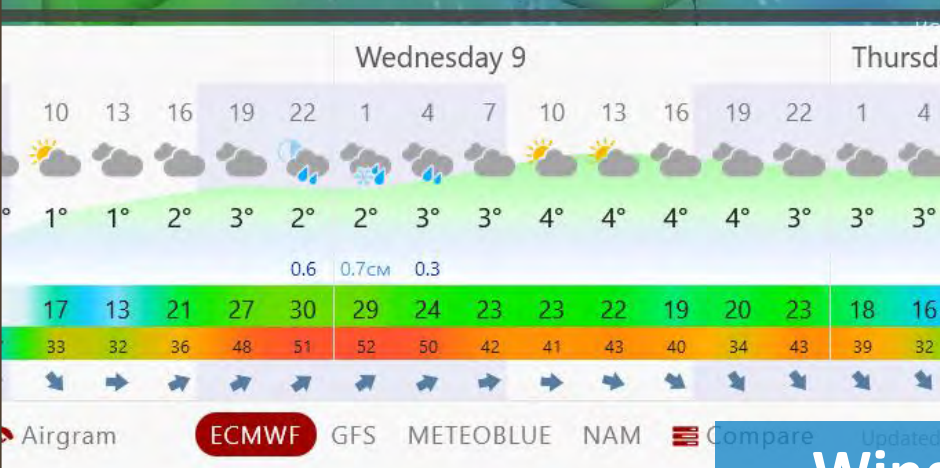 Wednesday 9 Thursd
10 13 16 19 22 1 4 7 10 13 16 19 22 1 4
1° 1° 2° 3° 2° 2° 3° 3° 4° 4° 4° 4° 3° 3° 3°
0.6 0.7см 0.3
17 13 21 27 30 29 24 23 23 22 19 20 23 18 16
33 32 36 48 51 52 50 42 41 43 40 34 43 39 32
Airgram ECMWF GFS METEOBLUE NAM Compare Updated